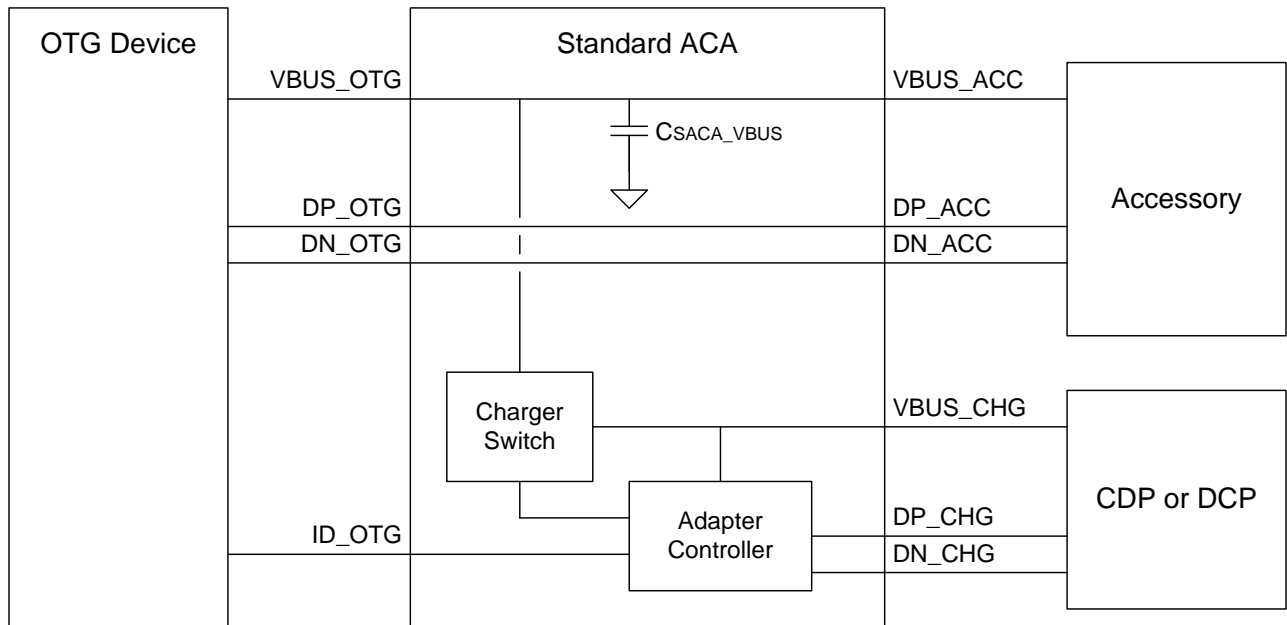 OTG Device
Standard ACA
VBUS_OTG
VBUS_ACC
CSACA_VBUS
Accessory
DP_OTG
DP_ACC
DN_OTG
DN_ACC
Charger
Switch
VBUS_CHG
CDP or DCP
Adapter
Controller
DP_CHG
DN_CHG
ID_OTG